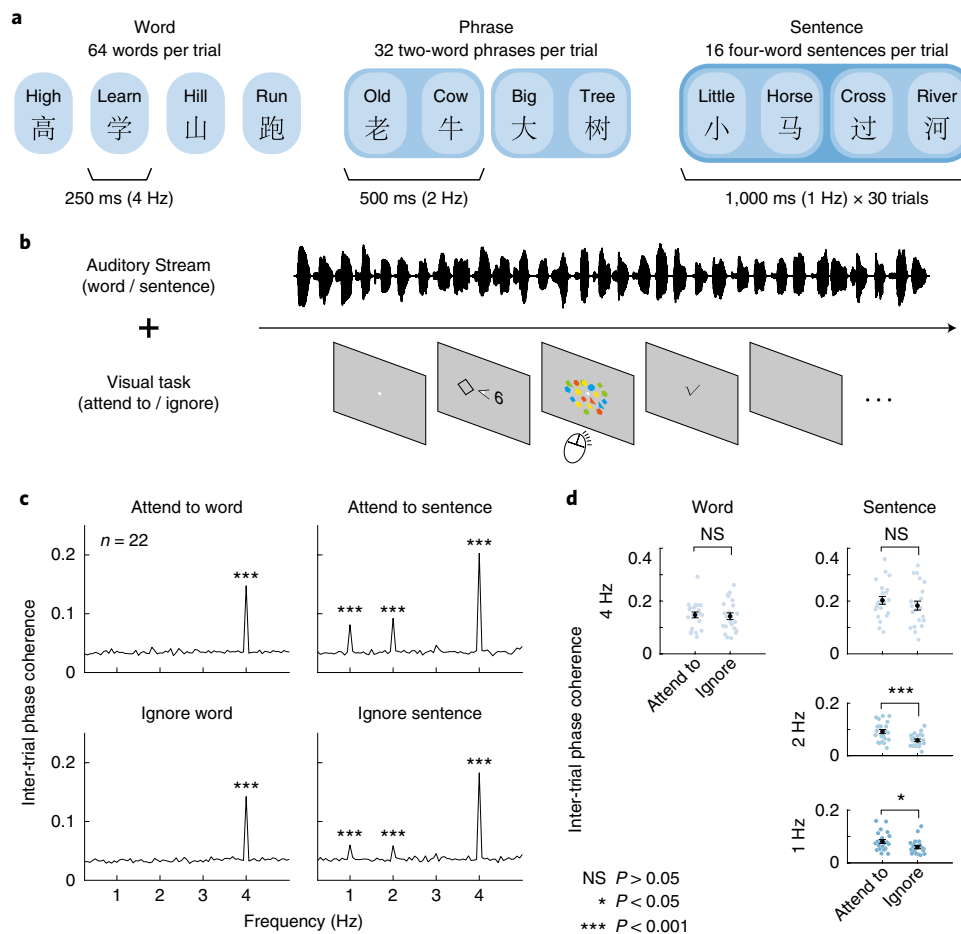 a
Word
64 words per trial
Phrase
32 two-word phrases per trial
Sentence
16 four-word sentences per trial
High Learn Hill Run Old Cow Big Tree Little Horse Cross River
高 学 山 跑 老 牛 大 树 小 马 过 河
250 ms (4 Hz)
500 ms (2 Hz)
1,000 ms (1 Hz) × 30 trials
b
Auditory Stream
(word / sentence)
+
Visual task
(attend to / ignore)
< 6
√
...
c
Attend to word
Attend to sentence
n = 22
***
*** *** ***
0.2
0.1
0
Ignore word
Ignore sentence
***
*** *** ***
0.2
0.1
0
1 2 3 4 1 2 3 4
Frequency (Hz)
Inter-trial phase coherence
d
Word
Sentence
NS
NS
0.4
0.2
0
4 Hz
Attend to
Ignore
0.4
0.2
0
***
0.2
0
2 Hz
*
0.2
0
1 Hz
Attend to
Ignore
Inter-trial phase coherence
NS P > 0.05
* P < 0.05
*** P < 0.001